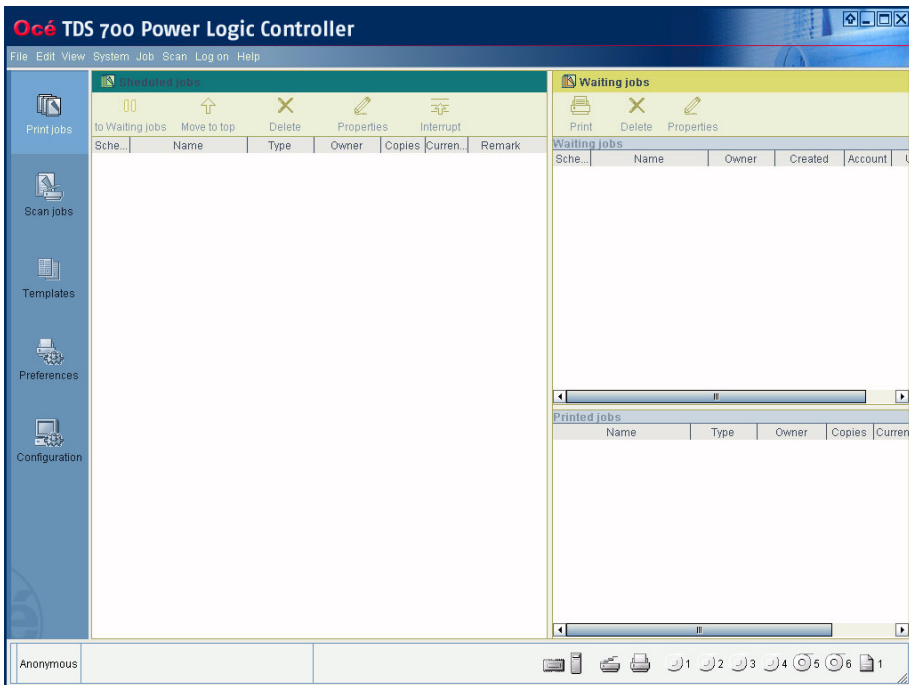 Océ TDS 700 Power Logic Controller
File Edit View System Job Scan Log on Help
Print jobs
Scan jobs
Templates
Preferences
Configuration
Sheduled jobs
to Waiting jobs Move to top Delete Properties Interrupt
Sche... Name Type Owner Copies Curren... Remark
Waiting jobs
Print Delete Properties
Waiting jobs
Sche... Name Owner Created Account
Printed jobs
Name Type Owner Copies Curren
Anonymous
1 2 3 4 5 6 1